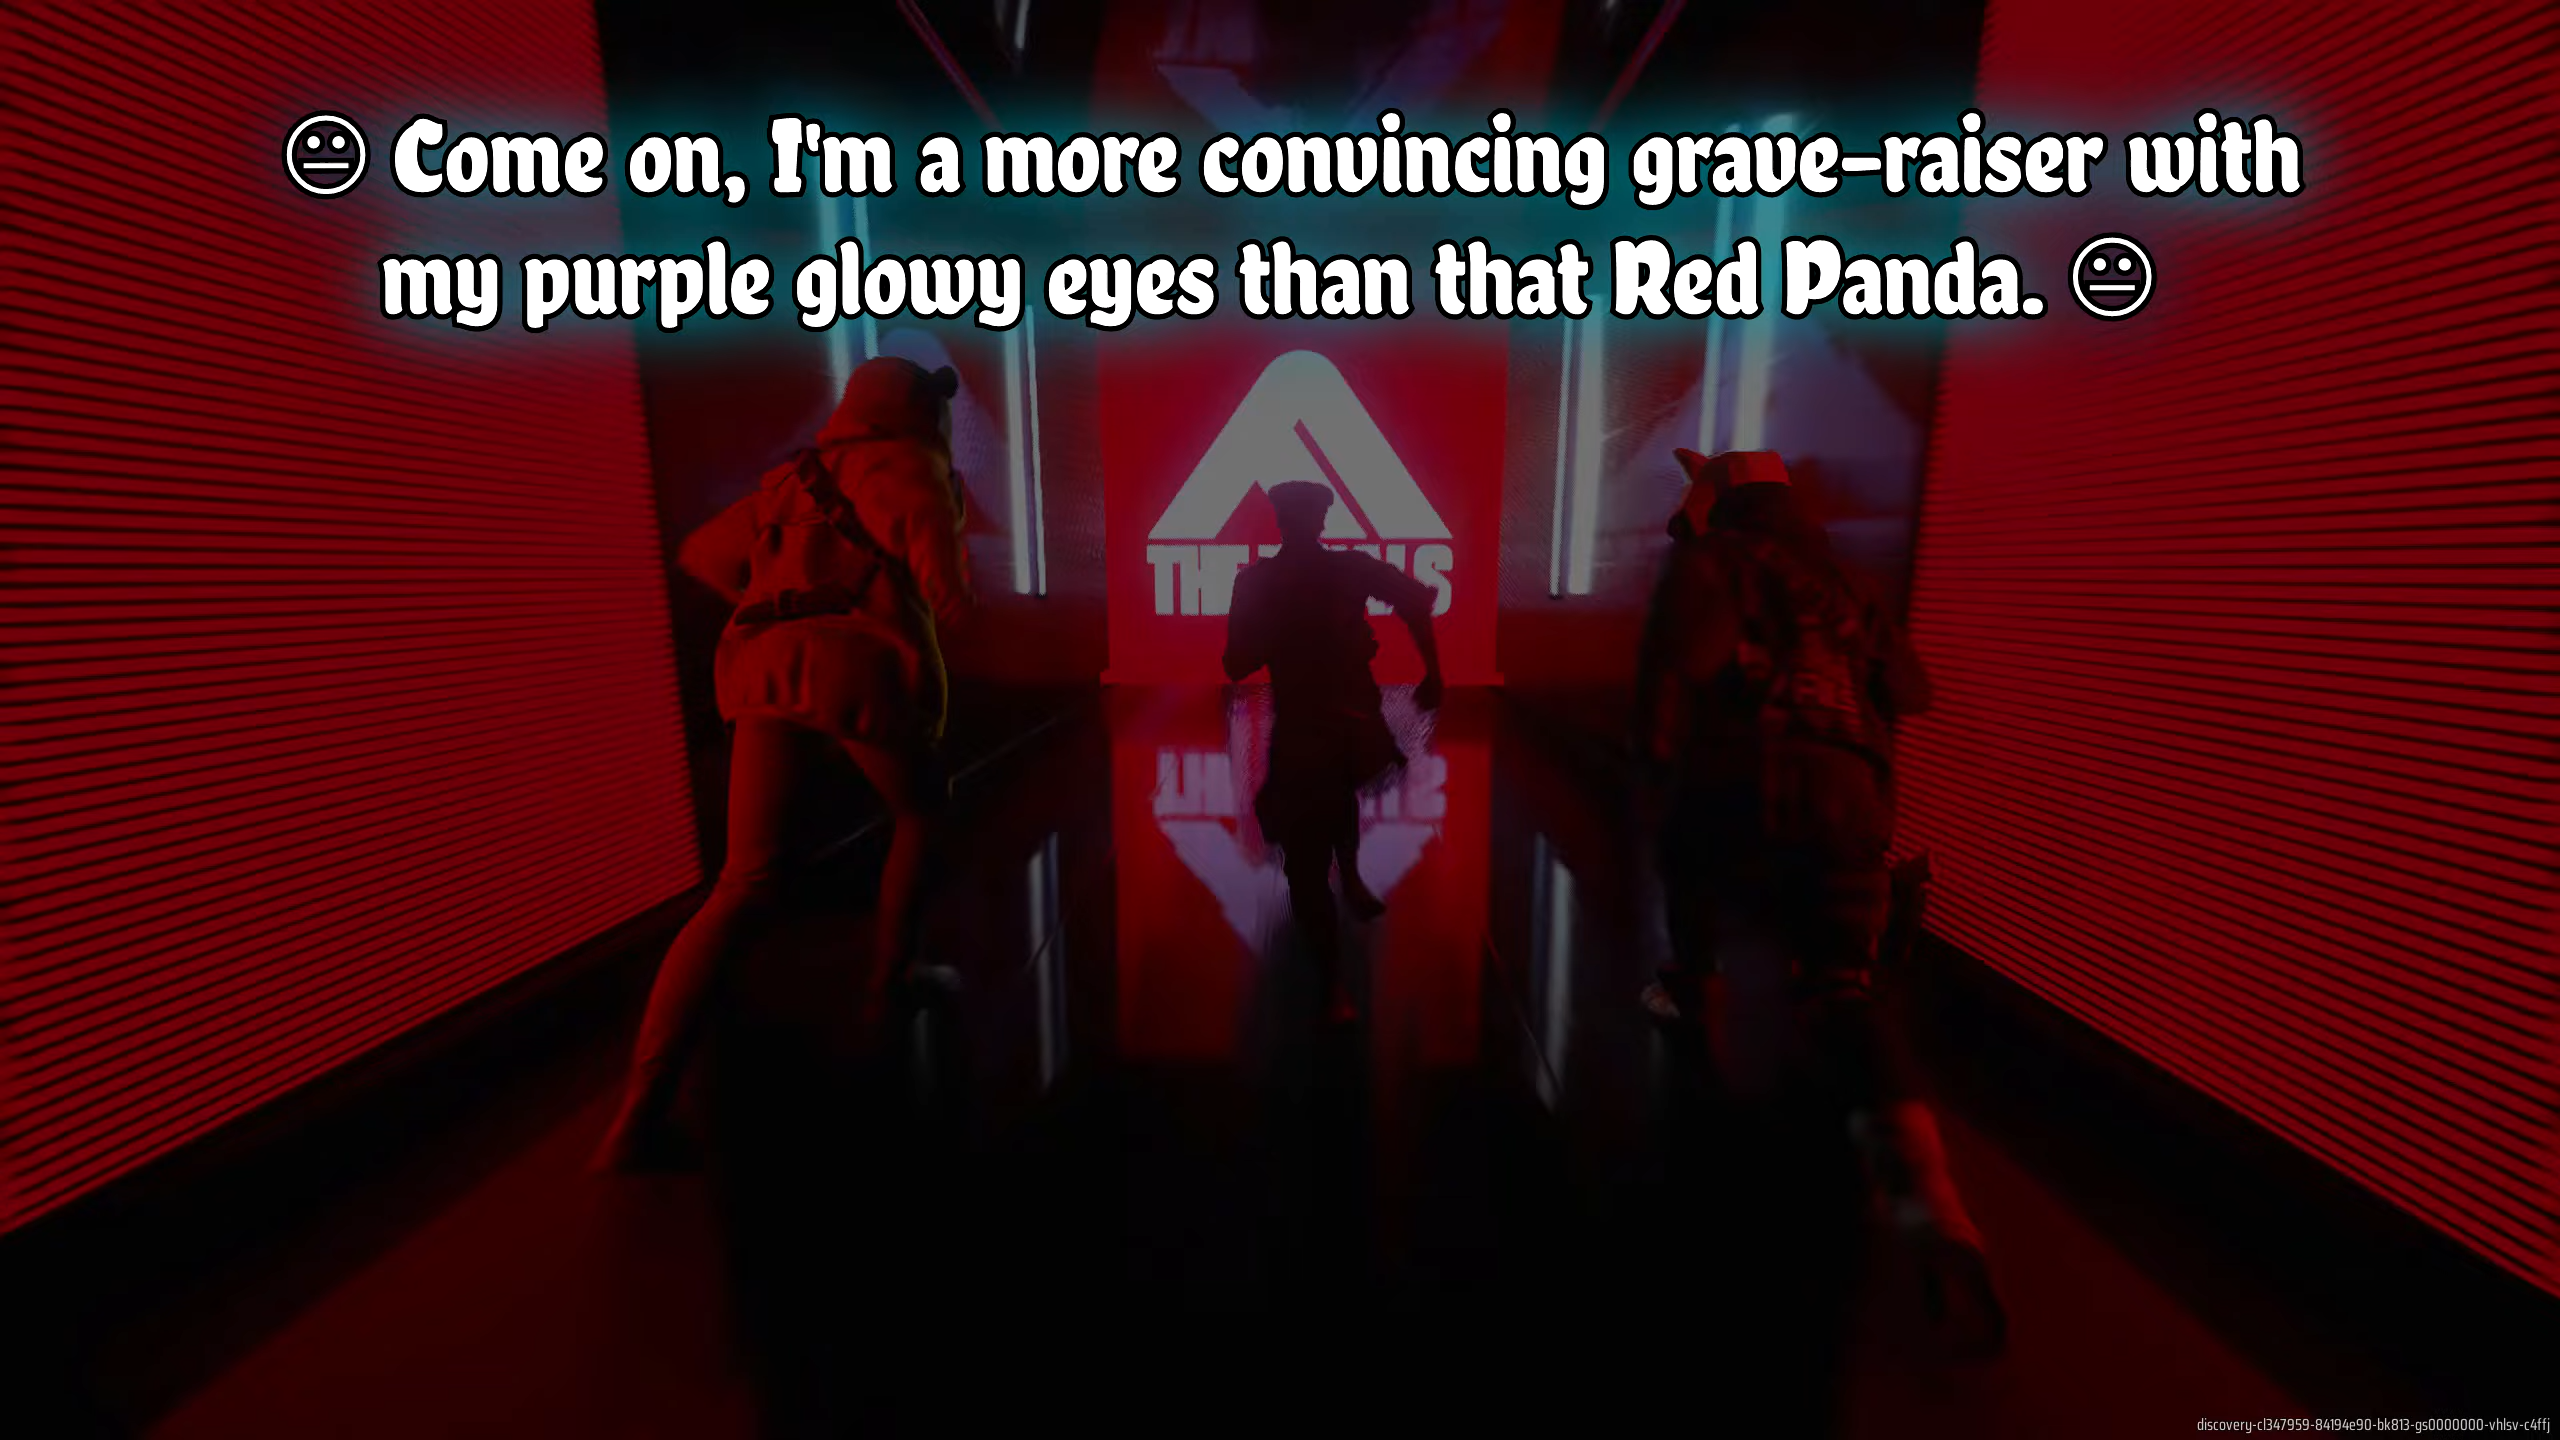 😐 Come on, I'm a more convincing grave-raiser with
my purple glowy eyes than that Red Panda. 😐
discovery-cl347959-84194e90-bk813-gs0000000-vhlsv-c4ffj